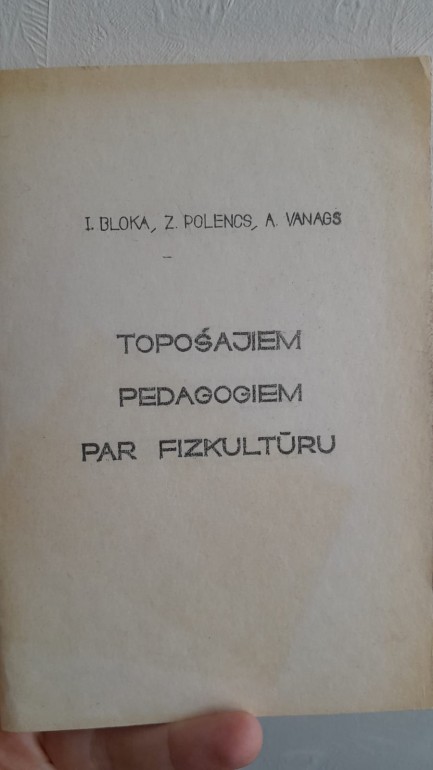 I. BLOKA, Z. POLENCS, A. VANAGS
TOPOŠAJIEM
PEDAGOGIEM
PAR FIZKULTŪRU